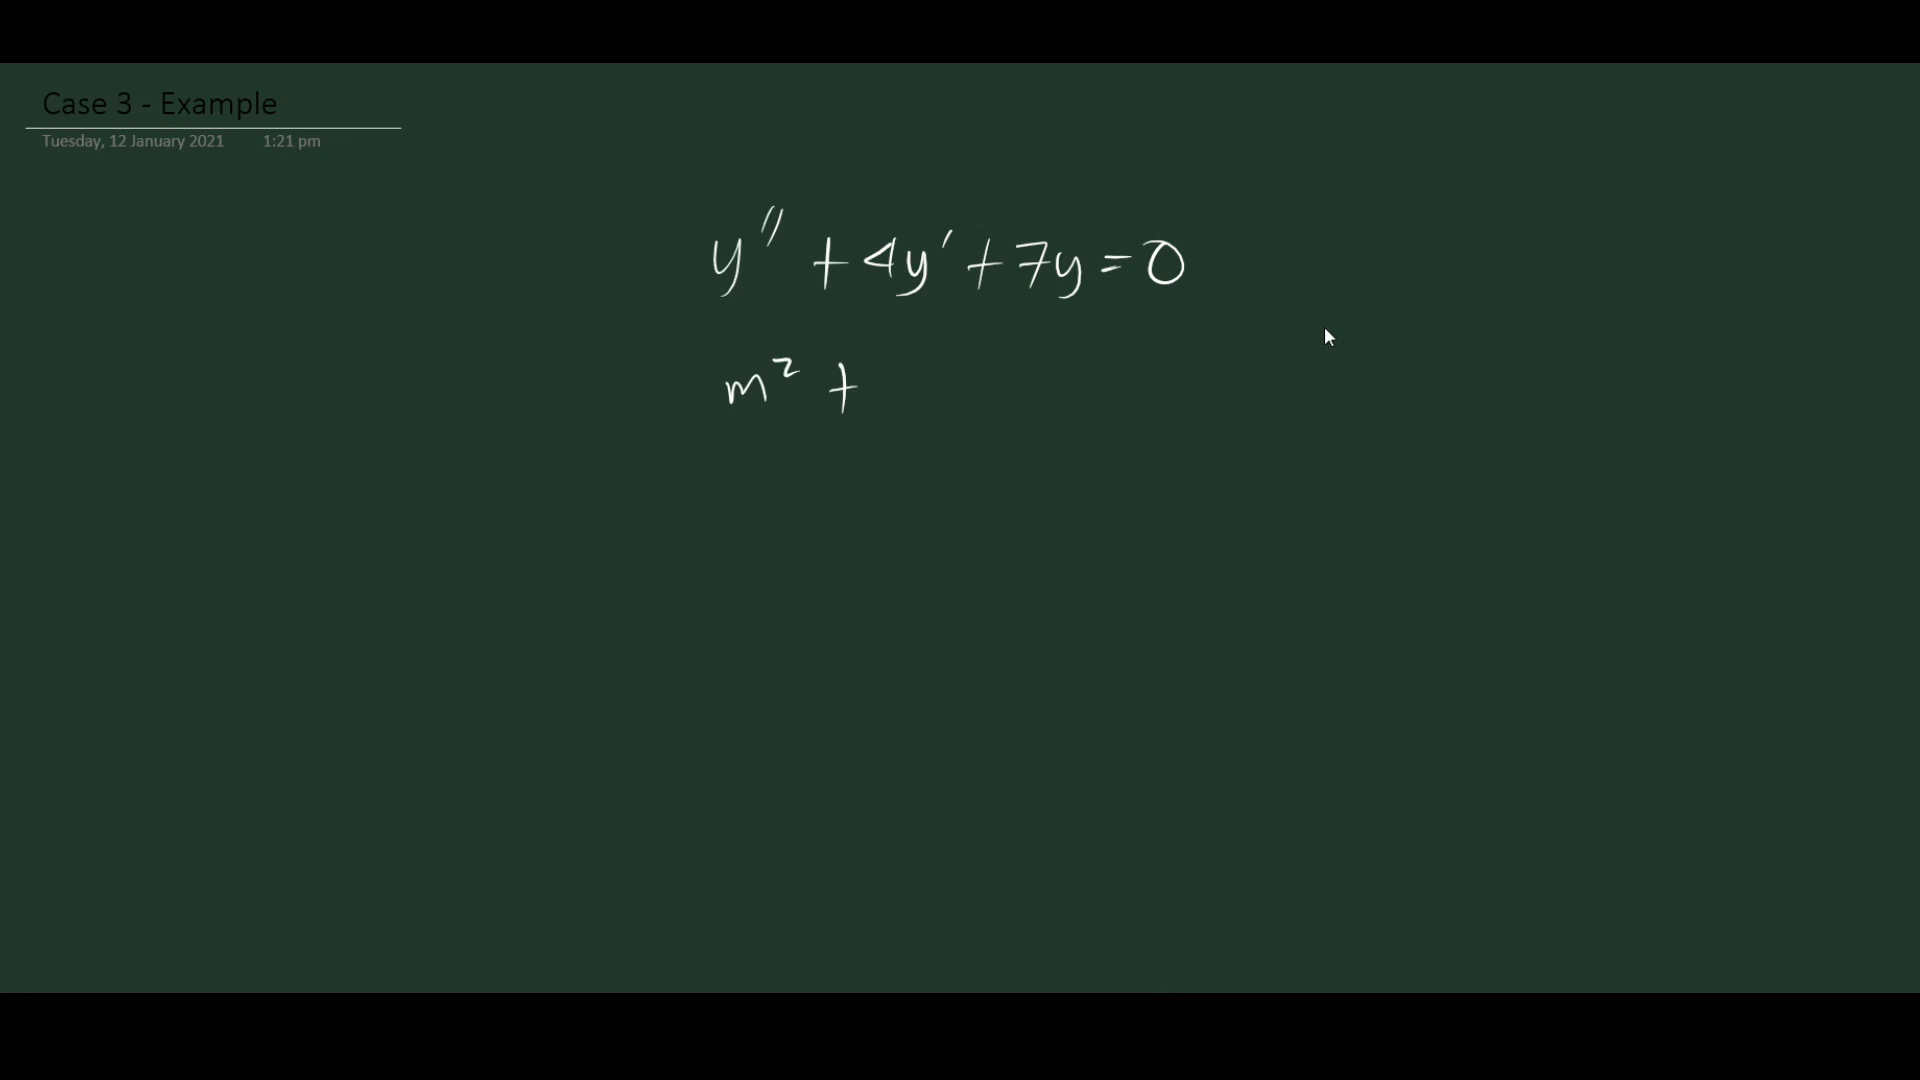 Case 3 - Example
Tuesday, 12 January 2021 1:21 pm
y'' + 4y' + 7y = 0
m² +